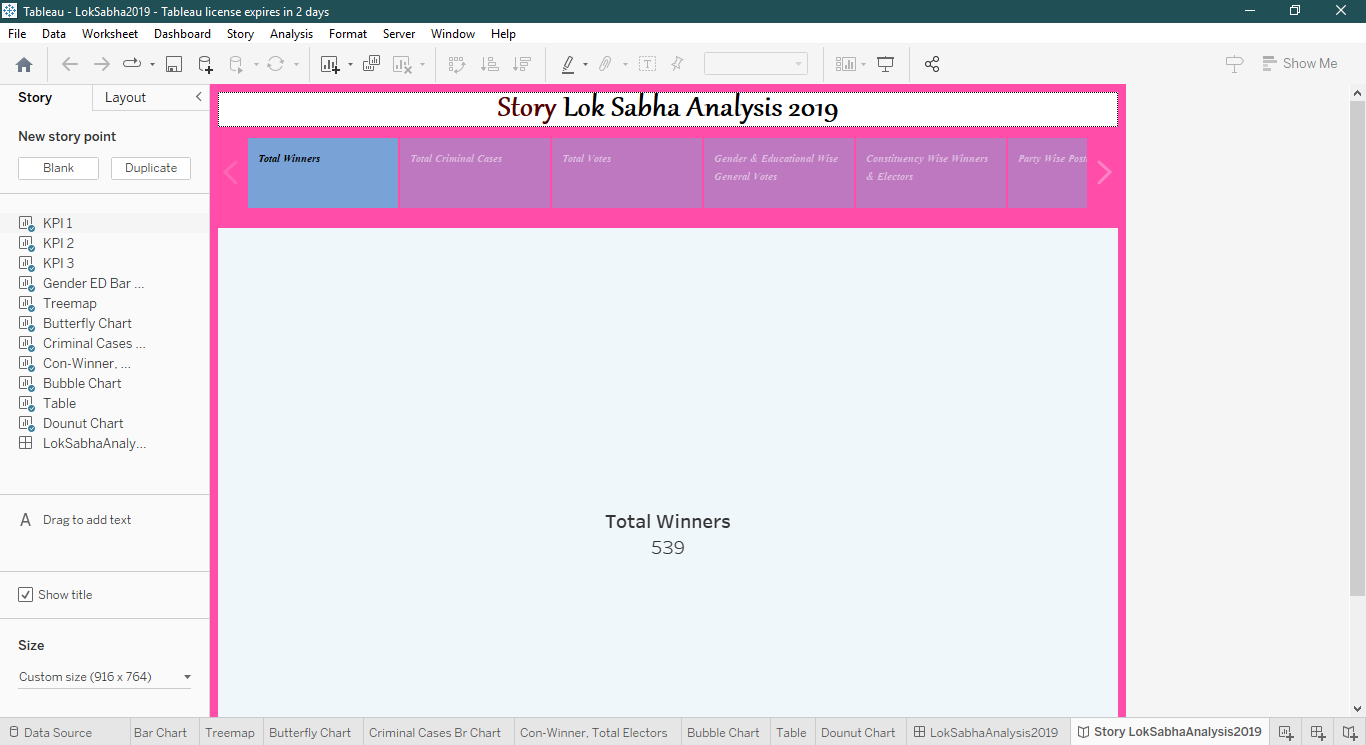 Tableau - LokSabha2019 - Tableau license expires in 2 days
File Data Worksheet Dashboard Story Analysis Format Server Window Help
Show Me
Story Layout
New story point
Blank Duplicate
KPI 1
KPI 2
KPI 3
Gender ED Bar ...
Treemap
Butterfly Chart
Criminal Cases ...
Con-Winner, ...
Bubble Chart
Table
Dounut Chart
LokSabhaAnaly...
A Drag to add text
Show title
Size
Custom size (916 x 764)
Story Lok Sabha Analysis 2019
Total Winners
Total Criminal Cases
Total Votes
Gender & Educational Wise
General Votes
Constituency Wise Winners
& Electors
Party Wise Post
Total Winners
539
Data Source Bar Chart Treemap Butterfly Chart Criminal Cases Br Chart Con-Winner, Total Electors Bubble Chart Table Dounut Chart LokSabhaAnalysis2019 Story LokSabhaAnalysis2019